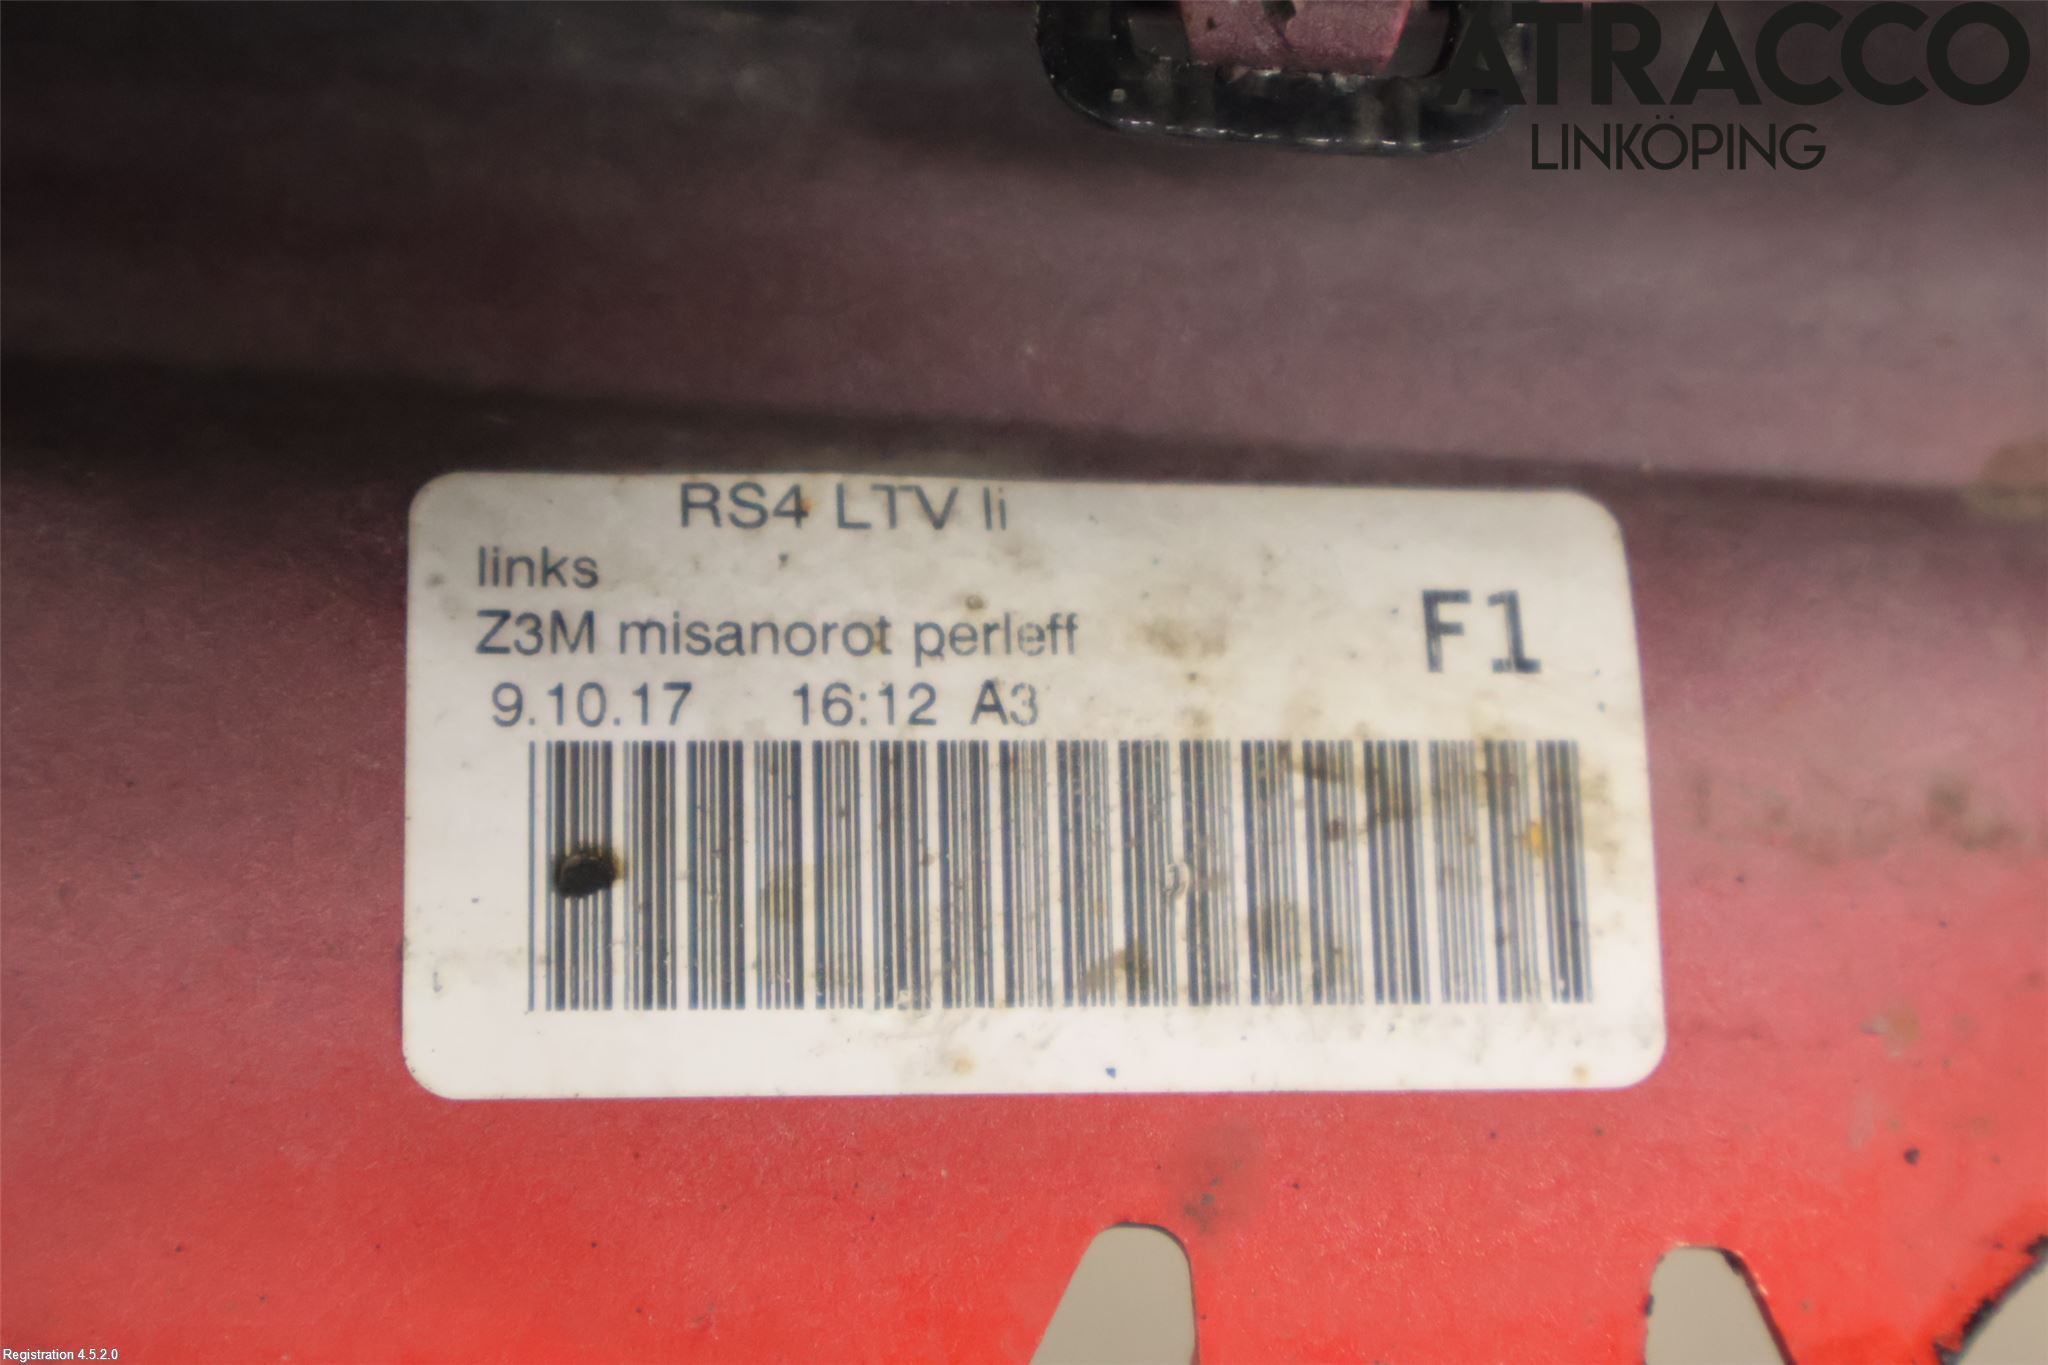 ATRACCO
LINKÖPING
RS4 LTV li
links
Z3M misanorot perleff
F1
9.10.17 16:12 A3
Registration 4.5.2.0